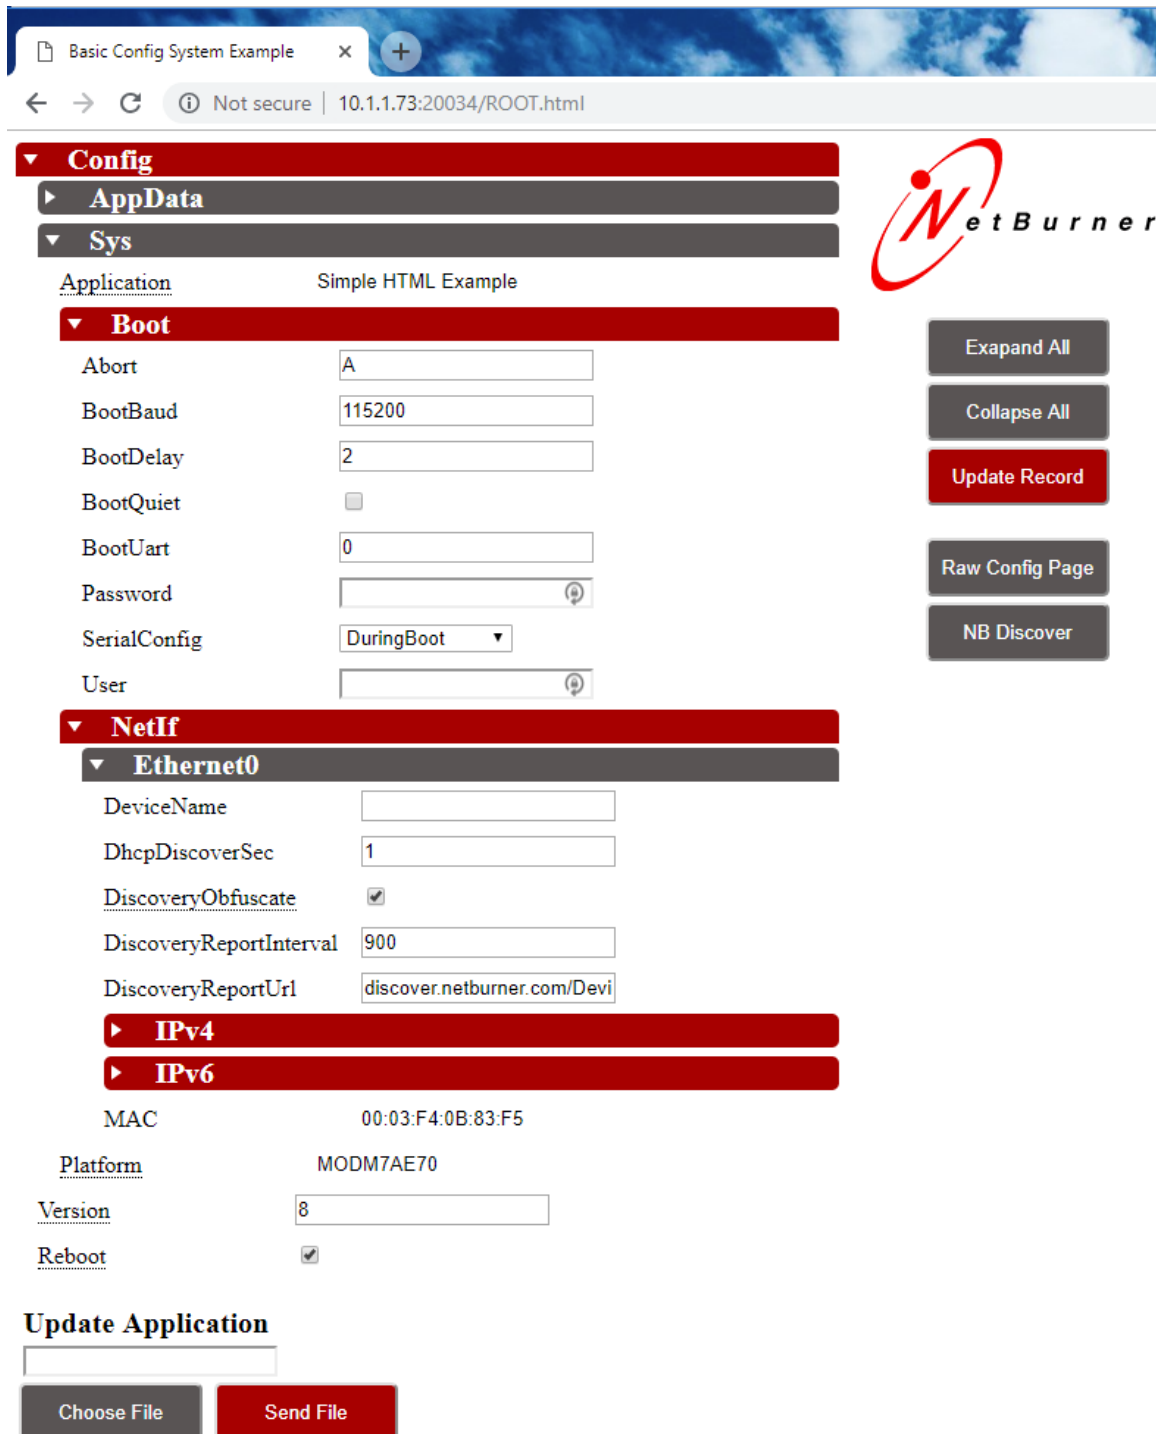 Basic Config System Example
Not secure | 10.1.1.73:20034/ROOT.html
Config
AppData
Sys
Application Simple HTML Example
Boot
Abort A
BootBaud 115200
BootDelay 2
BootQuiet
BootUart 0
Password
SerialConfig DuringBoot
User
NetIf
Ethernet0
DeviceName
DhcpDiscoverSec 1
DiscoveryObfuscate
DiscoveryReportInterval 900
DiscoveryReportUrl discover.netburner.com/Devi
IPv4
IPv6
MAC 00:03:F4:0B:83:F5
Platform MODM7AE70
Version 8
Reboot
Update Application
Choose File Send File
NetBurner
Exapand All
Collapse All
Update Record
Raw Config Page
NB Discover